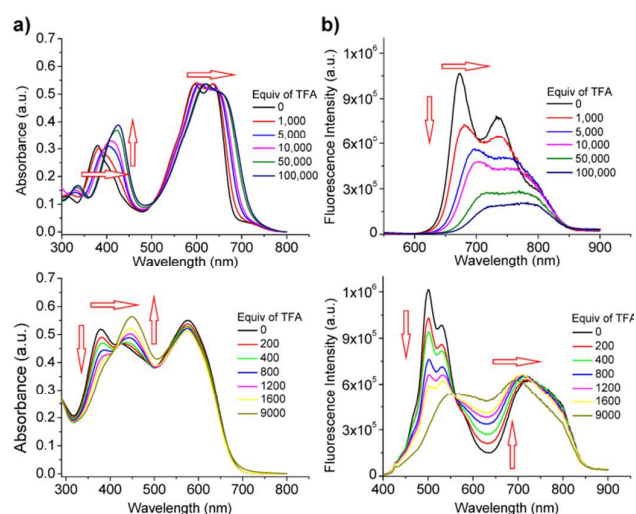 a)
b)
Absorbance (a.u.)
0.7
0.6
0.5
0.4
0.3
0.2
0.1
0.0
300 400 500 600 700 800
Wavelength (nm)
Equiv of TFA
0
1,000
5,000
10,000
50,000
100,000
Fluorescence Intensity (a.u.)
1x10⁶
9x10⁵
6x10⁵
3x10⁵
0
600 700 800 900
Wavelength (nm)
Equiv of TFA
0
1,000
5,000
10,000
50,000
100,000
Absorbance (a.u.)
0.7
0.6
0.5
0.4
0.3
0.2
0.1
0.0
300 400 500 600 700 800
Wavelength (nm)
Equiv of TFA
0
200
400
800
1200
1600
9000
Fluorescence Intensity (a.u.)
1x10⁶
9x10⁵
6x10⁵
3x10⁵
0
400 500 600 700 800 900
Wavelength (nm)
Equiv of TFA
0
200
400
800
1200
1600
9000